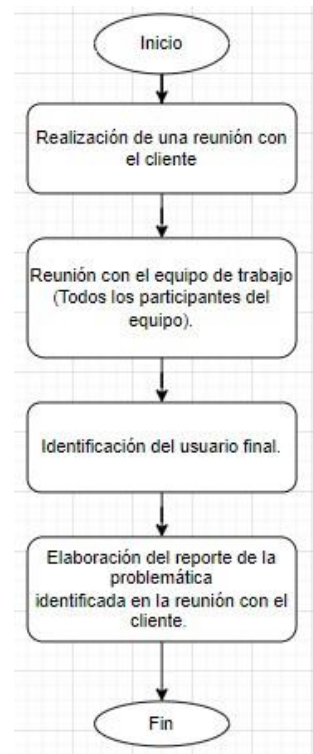 Inicio
Realización de una reunión con
el cliente
Reunión con el equipo de trabajo
(Todos los participantes del
equipo).
Identificación del usuario final.
Elaboración del reporte de la
problemática
identificada en la reunión con el
cliente.
Fin